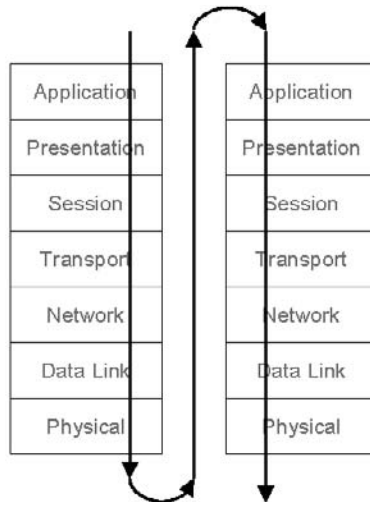 Application
Presentation
Session
Transport
Network
Data Link
Physical
Application
Presentation
Session
Transport
Network
Data Link
Physical